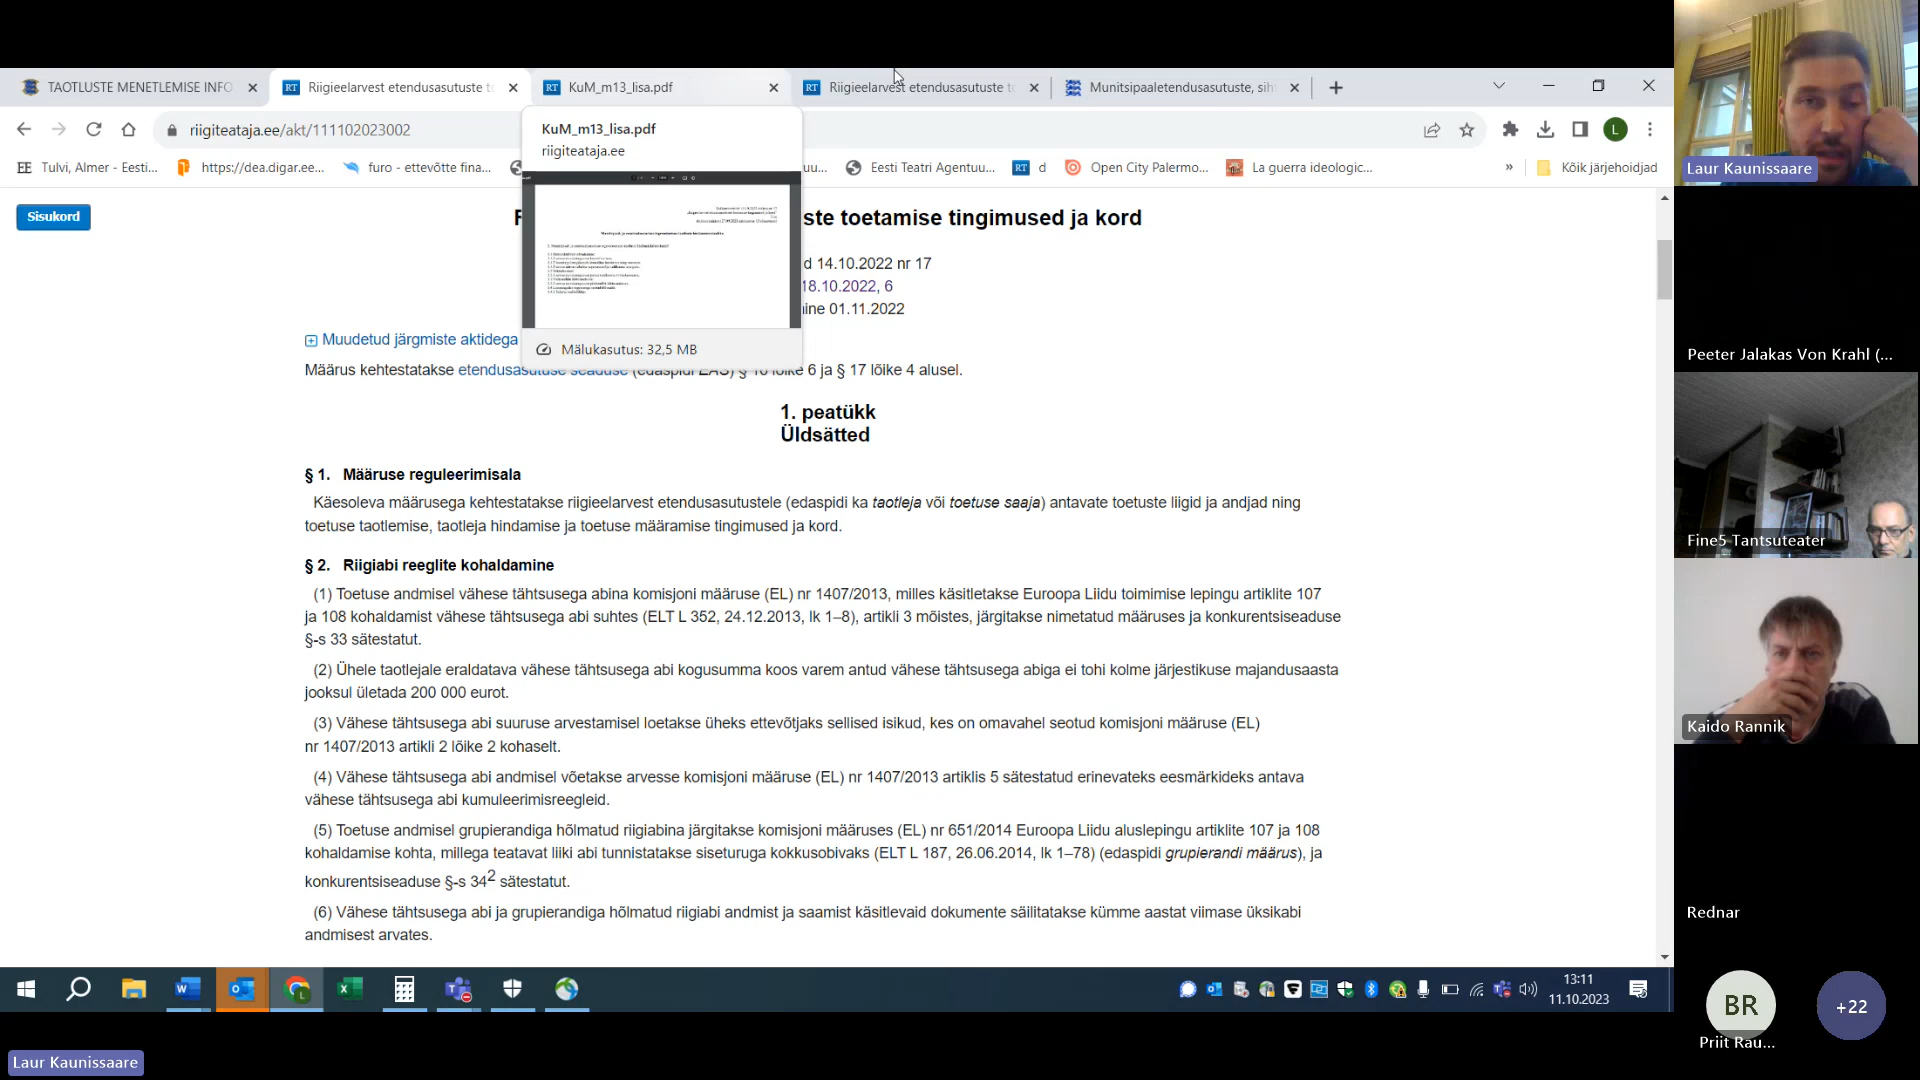 TAOTLUSTE MENETLEMISE INFO
Riigieelarvest etendusasutuste t
KuM_m13_lisa.pdf
Riigieelarvest etendusasutuste to
Munitsipaaletendusasutuste, sih
riigiteataja.ee/akt/111102023002
L
EE Tulvi, Almer - Eesti...
https://dea.digar.ee...
furo - ettevõtte fina...
uu...
Eesti Teatri Agentuu...
RT d
Open City Palermo...
La guerra ideologic...
»
Kõik järjehoidjad
KuM_m13_lisa.pdf
riigiteataja.ee
Mälukasutus: 32,5 MB
Sisukord
ste toetamise tingimused ja kord
d 14.10.2022 nr 17
18.10.2022, 6
ine 01.11.2022
Muudetud järgmiste aktidega
Määrus kehtestatakse etendusasutuse seaduse (edaspidi EAS) § 16 lõike 6 ja § 17 lõike 4 alusel.
1. peatükk
Üldsätted
§ 1. Määruse reguleerimisala
Käesoleva määrusega kehtestatakse riigieelarvest etendusasutustele (edaspidi ka taotleja või toetuse saaja) antavate toetuste liigid ja andjad ning
toetuse taotlemise, taotleja hindamise ja toetuse määramise tingimused ja kord.
§ 2. Riigiabi reeglite kohaldamine
(1) Toetuse andmisel vähese tähtsusega abina komisjoni määruse (EL) nr 1407/2013, milles käsitletakse Euroopa Liidu toimimise lepingu artiklite 107
ja 108 kohaldamist vähese tähtsusega abi suhtes (ELT L 352, 24.12.2013, lk 1–8), artikli 3 mõistes, järgitakse nimetatud määruses ja konkurentsiseaduse
§-s 33 sätestatut.
(2) Ühele taotlejale eraldatava vähese tähtsusega abi kogusumma koos varem antud vähese tähtsusega abiga ei tohi kolme järjestikuse majandusaasta
jooksul ületada 200 000 eurot.
(3) Vähese tähtsusega abi suuruse arvestamisel loetakse üheks ettevõtjaks sellised isikud, kes on omavahel seotud komisjoni määruse (EL)
nr 1407/2013 artikli 2 lõike 2 kohaselt.
(4) Vähese tähtsusega abi andmisel võetakse arvesse komisjoni määruse (EL) nr 1407/2013 artiklis 5 sätestatud erinevateks eesmärkideks antava
vähese tähtsusega abi kumuleerimisreegleid.
(5) Toetuse andmisel grupierandiga hõlmatud riigiabina järgitakse komisjoni määruses (EL) nr 651/2014 Euroopa Liidu aluslepingu artiklite 107 ja 108
kohaldamise kohta, millega teatavat liiki abi tunnistatakse siseturuga kokkusobivaks (ELT L 187, 26.06.2014, lk 1–78) (edaspidi grupierandi määrus), ja
konkurentsiseaduse §-s 34² sätestatut.
(6) Vähese tähtsusega abi ja grupierandiga hõlmatud riigiabi andmist ja saamist käsitlevaid dokumente säilitatakse kümme aastat viimase üksikabi
andmisest arvates.
13:11
11.10.2023
Laur Kaunissaare
Laur Kaunissaare
Peeter Jalakas Von Krahl (...
Fine5 Tantsuteater
Kaido Rannik
Rednar
BR
Priit Rau...
+22